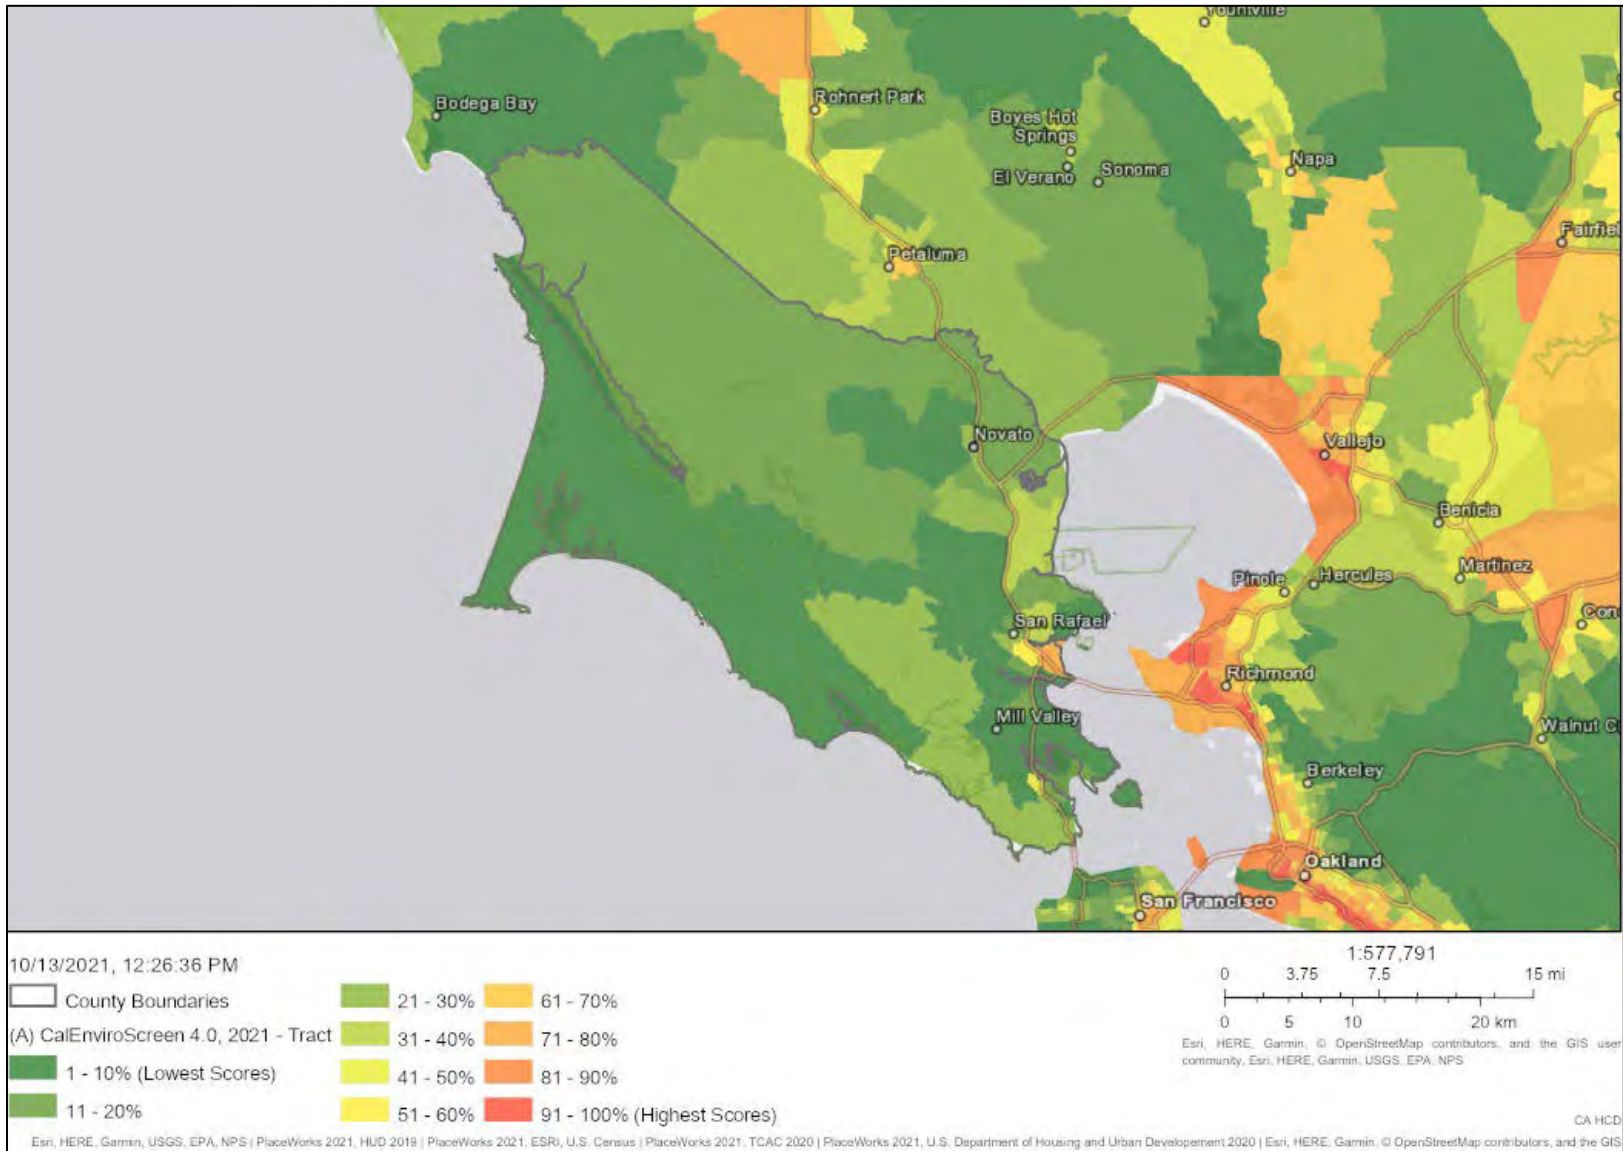 Yountville
Bodega Bay
Rohnert Park
Boyes Hot
Springs
El Verano
Sonoma
Napa
Fairfiel
Petaluma
Novato
Vallejo
Benicia
Martinez
Pinole
Hercules
Con
San Rafael
Richmond
Mill Valley
Walnut C
Berkeley
Oakland
San Francisco
10/13/2021, 12:26:36 PM
County Boundaries
(A) CalEnviroScreen 4.0, 2021 - Tract
1 - 10% (Lowest Scores)
11 - 20%
21 - 30%
31 - 40%
41 - 50%
51 - 60%
61 - 70%
71 - 80%
81 - 90%
91 - 100% (Highest Scores)
1:577,791
0 3.75 7.5 15 mi
0 5 10 20 km
Esri, HERE, Garmin, © OpenStreetMap contributors, and the GIS user
community, Esri, HERE, Garmin, USGS, EPA, NPS
CA HCD
Esri, HERE, Garmin, USGS, EPA, NPS | PlaceWorks 2021, HUD 2019 | PlaceWorks 2021, ESRI, U.S. Census | PlaceWorks 2021, TCAC 2020 | PlaceWorks 2021, U.S. Department of Housing and Urban Developement 2020 | Esri, HERE, Garmin, © OpenStreetMap contributors, and the GIS